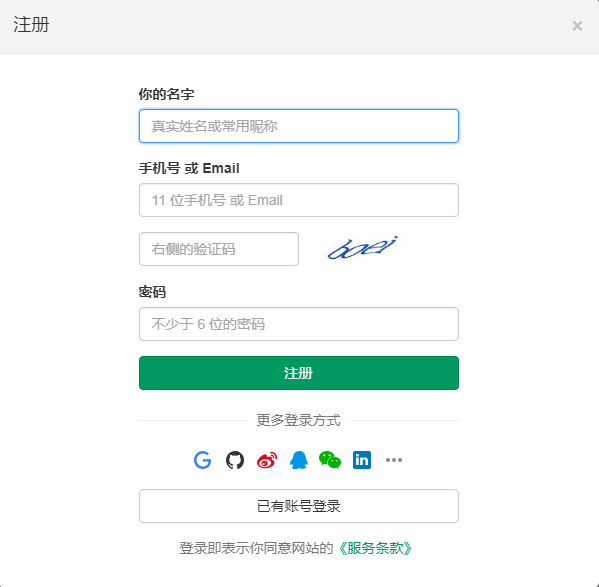 注册
×
你的名字
真实姓名或常用昵称
手机号 或 Email
11 位手机号 或 Email
右侧的验证码
密码
不少于 6 位的密码
注册
更多登录方式
已有账号登录
登录即表示你同意网站的《服务条款》